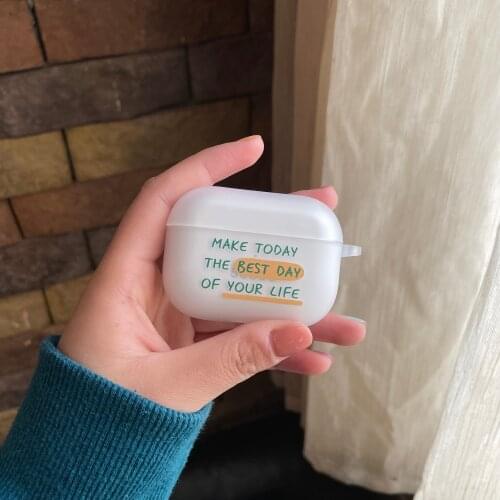 MAKE TODAY
THE BEST DAY
OF YOUR LIFE